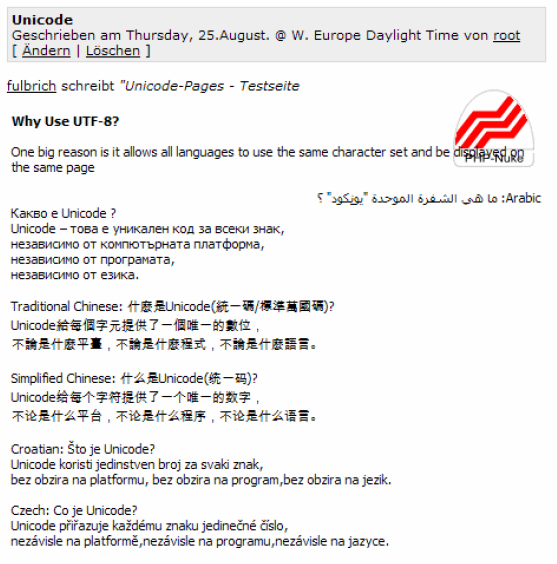 Unicode
Geschrieben am Thursday, 25.August. @ W. Europe Daylight Time von root
[ Ändern | Löschen ]
fulbrich schreibt "Unicode-Pages - Testseite
Why Use UTF-8?
One big reason is it allows all languages to use the same character set and be displayed on
the same page
PHP-Nuke
Arabic: ما هي الشفرة الموحدة "يونِكود" ؟
Какво е Unicode ?
Unicode – това е уникален код за всеки знак,
независимо от компютърната платформа,
независимо от програмата,
независимо от езика.
Traditional Chinese: 什麽是Unicode(統一碼/標準萬國碼)?
Unicode給每個字元提供了一個唯一的數位，
不論是什麽平臺，不論是什麽程式，不論是什麽語言。
Simplified Chinese: 什么是Unicode(统一码)?
Unicode给每个字符提供了一个唯一的数字，
不论是什么平台，不论是什么程序，不论是什么语言。
Croatian: Što je Unicode?
Unicode koristi jedinstven broj za svaki znak,
bez obzira na platformu, bez obzira na program,bez obzira na jezik.
Czech: Co je Unicode?
Unicode přiřazuje každému znaku jedinečné číslo,
nezávisle na platformě,nezávisle na programu,nezávisle na jazyce.